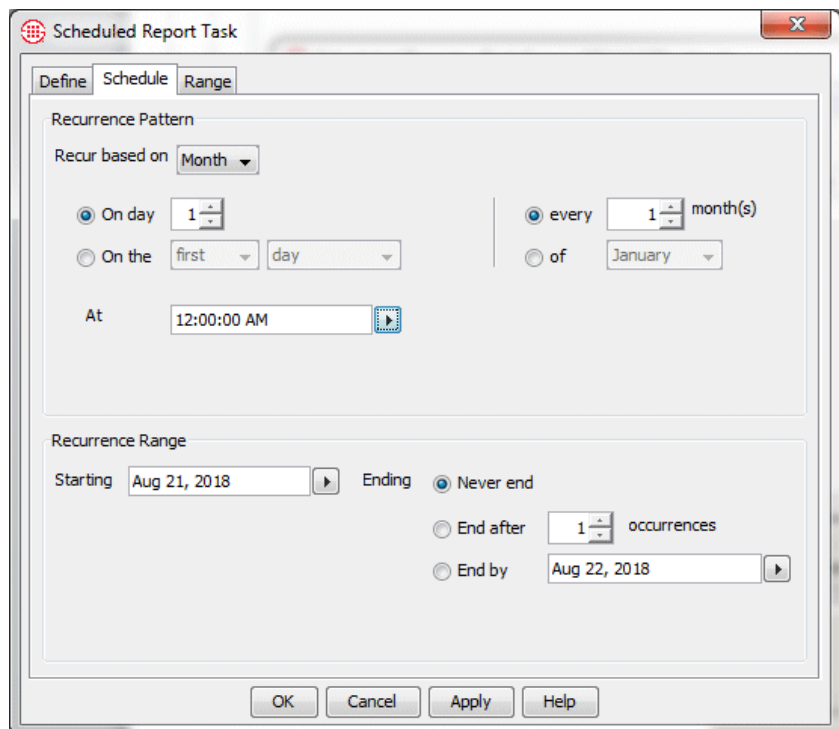 Scheduled Report Task
Define Schedule Range
Recurrence Pattern
Recur based on Month
On day 1 every 1 month(s)
On the first day of January
At 12:00:00 AM
Recurrence Range
Starting Aug 21, 2018 Ending Never end
End after 1 occurrences
End by Aug 22, 2018
OK Cancel Apply Help